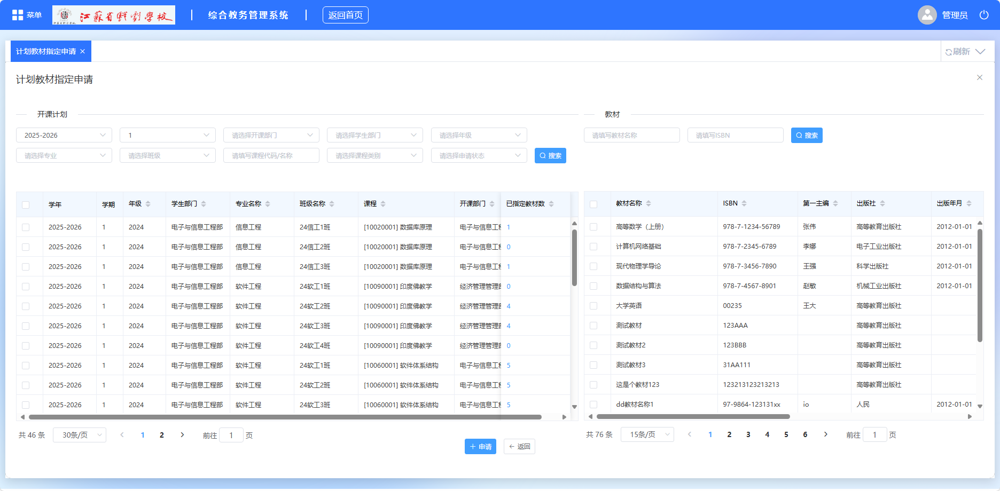 菜单 江苏省戏剧学校 综合教务管理系统 返回首页 管理员
计划教材指定申请 刷新
计划教材指定申请
开课计划
2025-2026 1 请选择开课部门 请选择学生部门 请选择年级
请选择专业 请选择班级 请填写课程代码/名称 请选择课程类别 请选择申请状态 搜索
学年 学期 年级 学生部门 专业名称 班级名称 课程 开课部门 已指定教材数
2025-2026 1 2024 电子与信息工程部 信息工程 24信工1班 [10020001] 数据库原理 电子与信息工程 1
2025-2026 1 2024 电子与信息工程部 信息工程 24信工2班 [10020001] 数据库原理 电子与信息工程 0
2025-2026 1 2024 电子与信息工程部 信息工程 24信工3班 [10020001] 数据库原理 电子与信息工程 1
2025-2026 1 2024 电子与信息工程部 软件工程 24软工1班 [10090001] 印度佛教学 经济管理管理部 0
2025-2026 1 2024 电子与信息工程部 软件工程 24软工2班 [10090001] 印度佛教学 经济管理管理部 4
2025-2026 1 2024 电子与信息工程部 软件工程 24软工3班 [10090001] 印度佛教学 经济管理管理部 4
2025-2026 1 2024 电子与信息工程部 软件工程 24软工4班 [10090001] 印度佛教学 经济管理管理部 0
2025-2026 1 2024 电子与信息工程部 软件工程 24软工1班 [10060001] 软件体系结构 电子与信息工程 5
2025-2026 1 2024 电子与信息工程部 软件工程 24软工2班 [10060001] 软件体系结构 电子与信息工程 5
2025-2026 1 2024 电子与信息工程部 软件工程 24软工3班 [10060001] 软件体系结构 电子与信息工程 5
共 46 条 30条/页 1 2 前往 1 页
教材
请填写教材名称 请填写ISBN 搜索
教材名称 ISBN 第一主编 出版社 出版年月
高等数学（上册） 978-7-1234-56789 张伟 高等教育出版社 2012-01-01
计算机网络基础 978-7-2345-6789 李娜 电子工业出版社 2012-01-01
现代物理学导论 978-7-3456-7890 王强 科学出版社 2012-01-01
数据结构与算法 978-7-4567-8901 赵敏 机械工业出版社 2012-01-01
大学英语 00235 王大 高等教育出版社
测试教材 123AAA 高等教育出版社
测试教材2 123BBB 高等教育出版社
测试教材3 31AA111 高等教育出版社
这是个教材123 123213123213213 高等教育出版社
dd教材名称1 97-9864-123131xx io 人民 2012-01-01
共 76 条 15条/页 1 2 3 4 5 6 前往 1 页
申请 返回